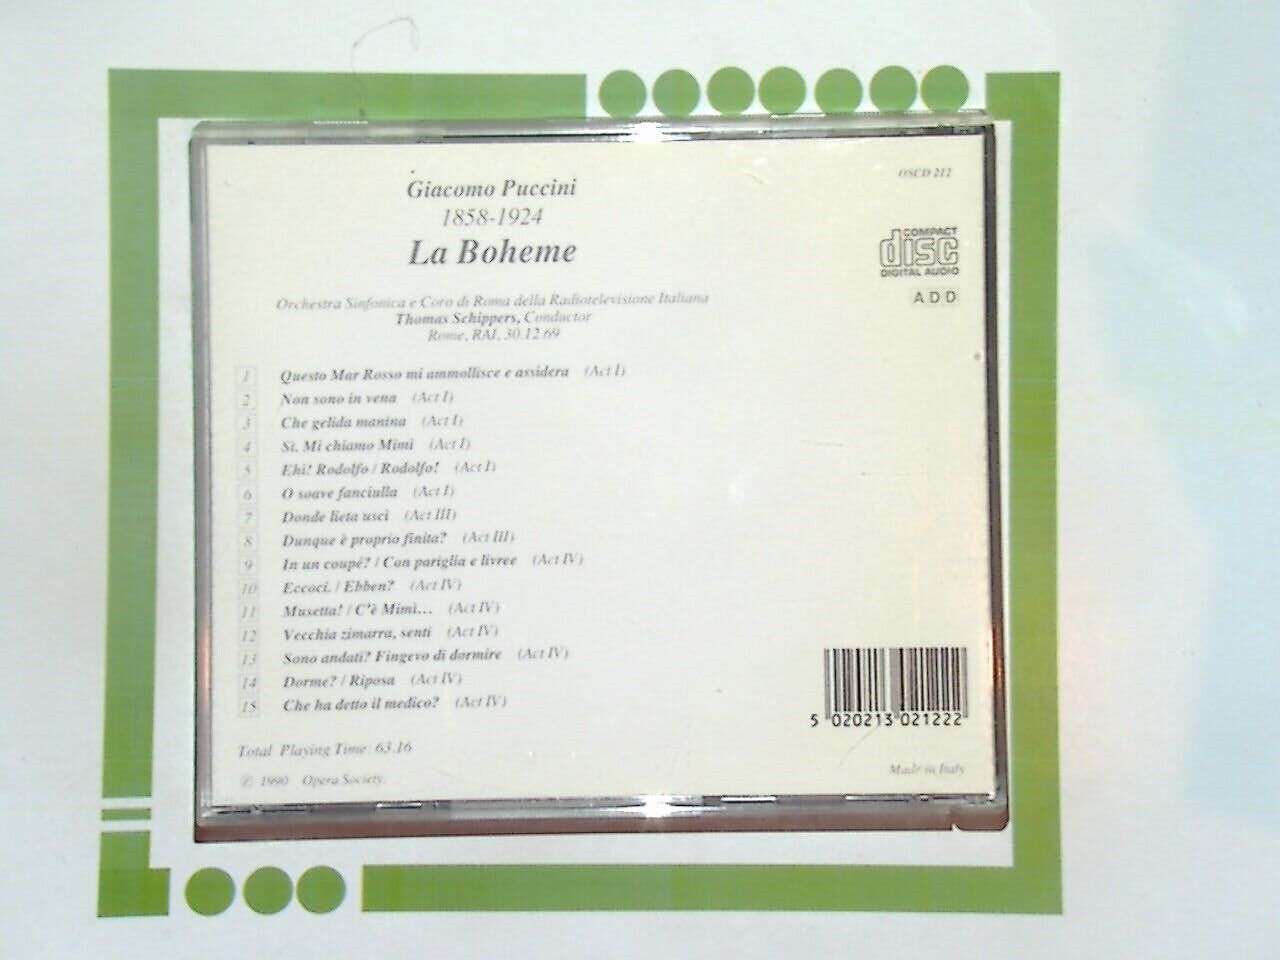 OSCD 212
Giacomo Puccini
1858-1924
La Boheme
COMPACT
disc
DIGITAL AUDIO
ADD
Orchestra Sinfonica e Coro di Roma della Radiotelevisione Italiana
Thomas Schippers, Conductor
Rome, RAI, 30.12.69
1 Questo Mar Rosso mi ammollisce e assidera (Act I)
2 Non sono in vena (Act I)
3 Che gelida manina (Act I)
4 Sì. Mi chiamo Mimì (Act I)
5 Ehi! Rodolfo / Rodolfo! (Act I)
6 O soave fanciulla (Act I)
7 Donde lieta uscì (Act III)
8 Dunque è proprio finita? (Act III)
9 In un coupé? / Con pariglia e livree (Act IV)
10 Eccoci. / Ebben? (Act IV)
11 Musetta! / C'è Mimì... (Act IV)
12 Vecchia zimarra, senti (Act IV)
13 Sono andati? Fingevo di dormire (Act IV)
14 Dorme? / Riposa (Act IV)
15 Che ha detto il medico? (Act IV)
5 020213 021222
Total Playing Time: 63.16
℗ 1990 Opera Society.
Made in Italy